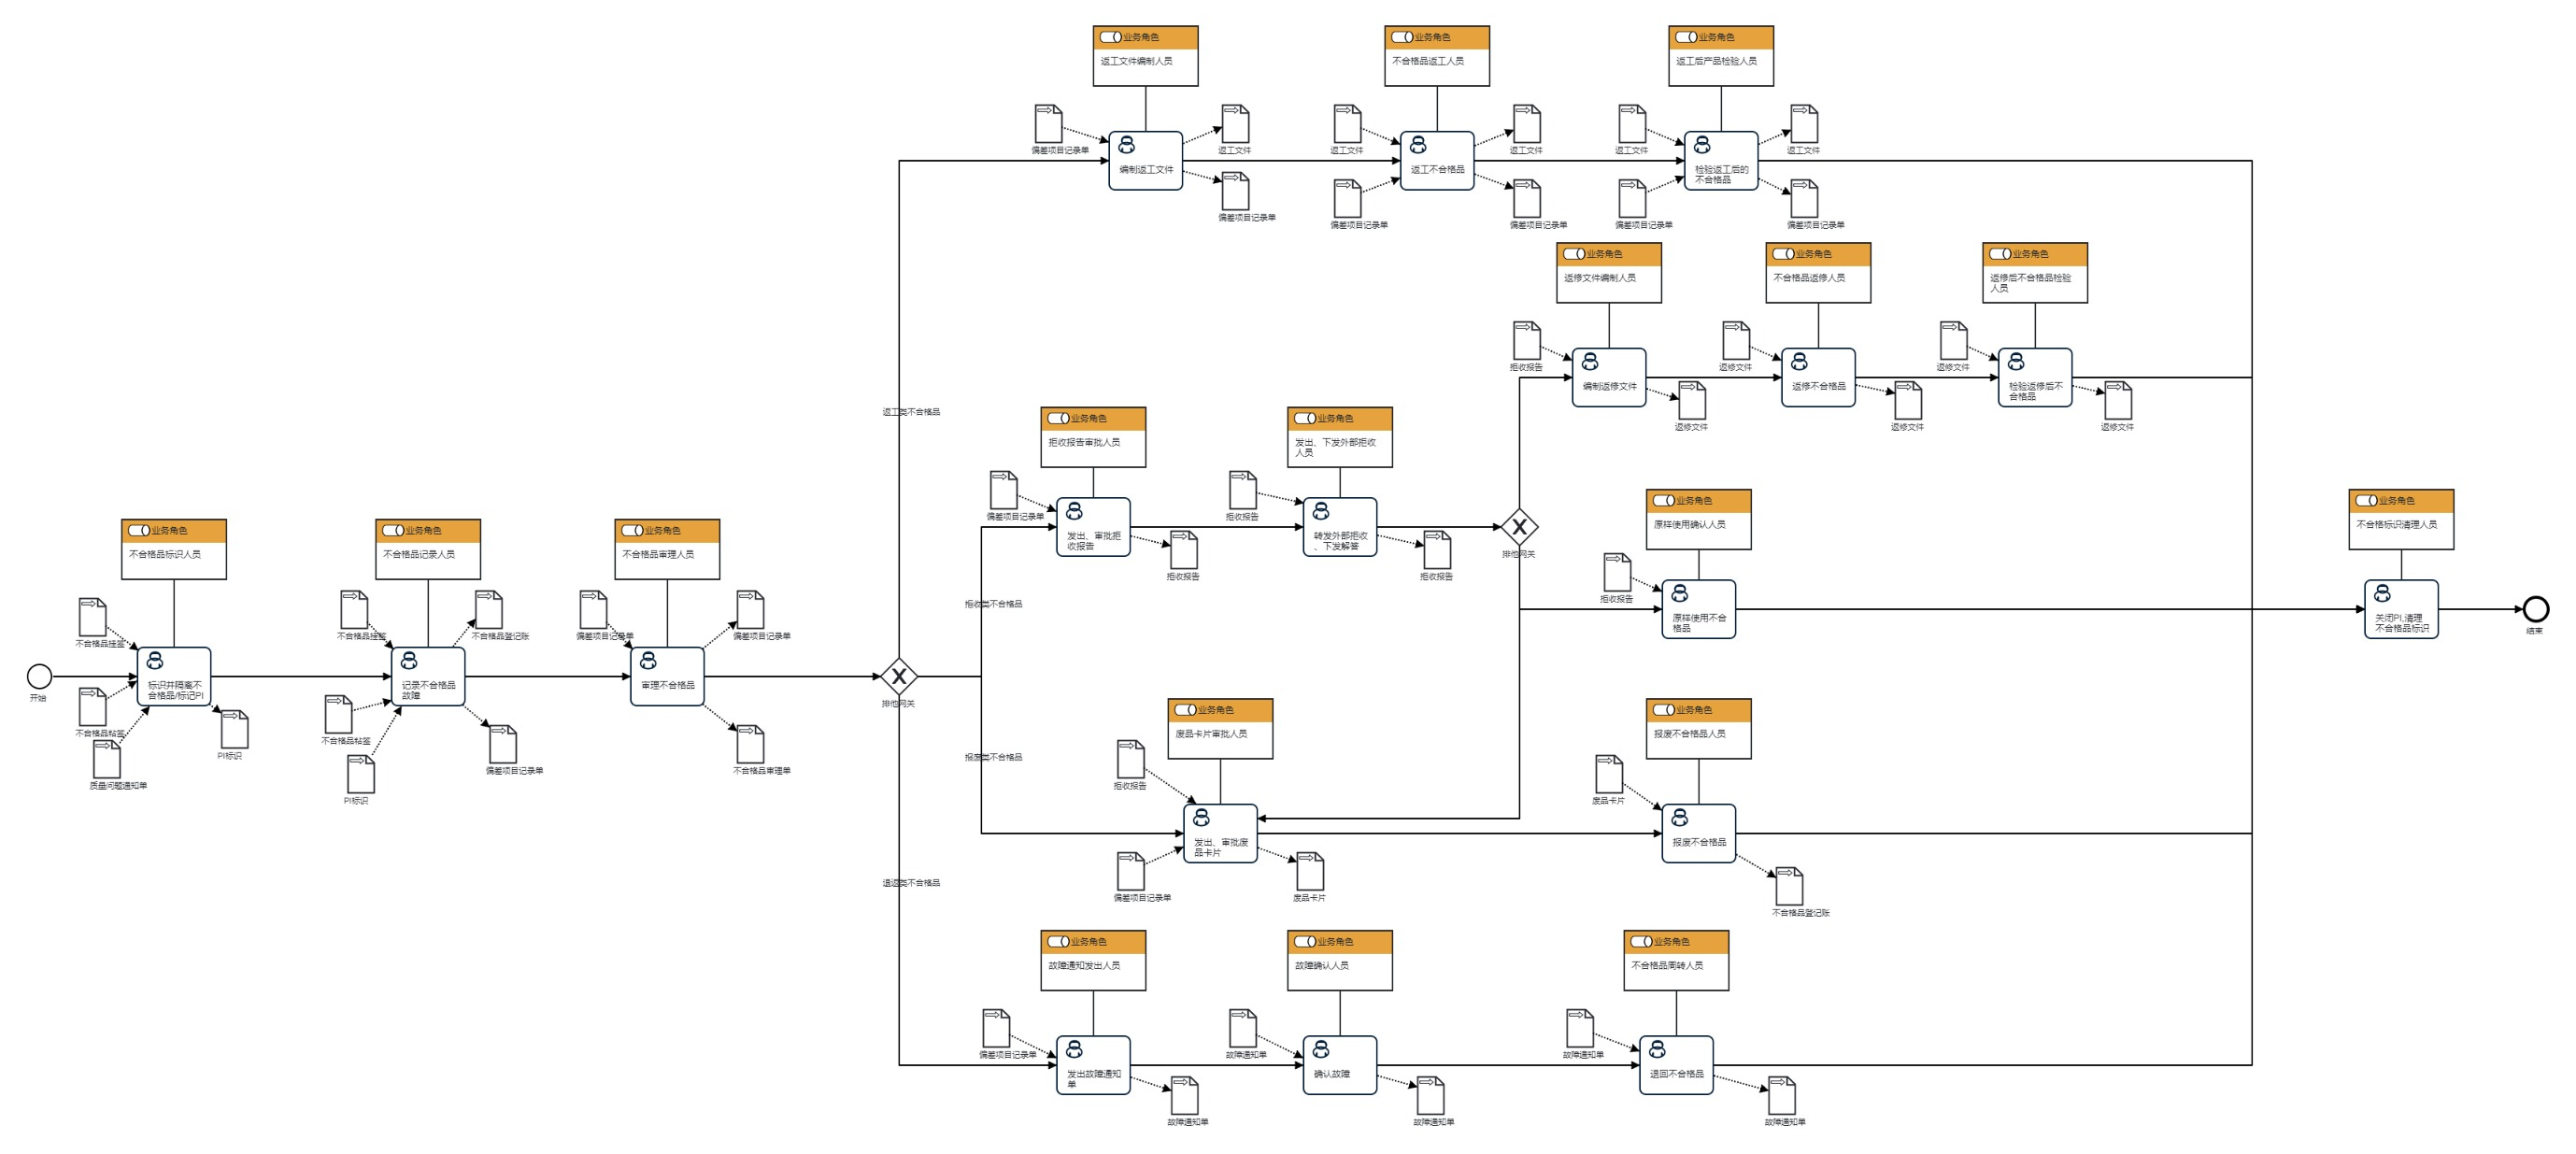 业务角色
返工文件编制人员
业务角色
不合格品返工人员
业务角色
返工后产品检验人员
偏差项目记录单
编制返工文件
返工文件
偏差项目记录单
返工文件
偏差项目记录单
返工不合格品
返工文件
偏差项目记录单
返工文件
偏差项目记录单
检验返工后的
不合格品
返工文件
偏差项目记录单
业务角色
返修文件编制人员
业务角色
不合格品返修人员
业务角色
返修后不合格品检验
人员
拒收报告
编制返修文件
返修文件
返修文件
返修不合格品
返修文件
返修文件
检验返修后不
合格品
返修文件
返工类不合格品
业务角色
拒收报告审批人员
业务角色
发出、下发外部拒收
人员
偏差项目记录单
发出、审批拒
收报告
拒收报告
拒收报告
转发外部拒收
、下发解答
拒收报告
排他网关
业务角色
原样使用确认人员
拒收报告
原样使用不合
格品
业务角色
不合格标识清理人员
关闭PI,清理
不合格品标识
结束
业务角色
不合格品标识人员
业务角色
不合格品记录人员
业务角色
不合格品审理人员
开始
不合格品挂签
不合格品粘签
质量问题通知单
标识并隔离不
合格品/标记PI
PI标识
不合格品挂签
不合格品粘签
PI标识
记录不合格品
故障
不合格品登记账
偏差项目记录单
偏差项目记录单
审理不合格品
偏差项目记录单
不合格品审理单
排他网关
拒收类不合格品
报废类不合格品
退返类不合格品
业务角色
废品卡片审批人员
拒收报告
偏差项目记录单
发出、审批废
品卡片
废品卡片
业务角色
报废不合格品人员
废品卡片
报废不合格品
不合格品登记账
业务角色
故障通知发出人员
业务角色
故障确认人员
业务角色
不合格品周转人员
偏差项目记录单
发出故障通知
单
故障通知单
故障通知单
确认故障
故障通知单
故障通知单
退回不合格品
故障通知单